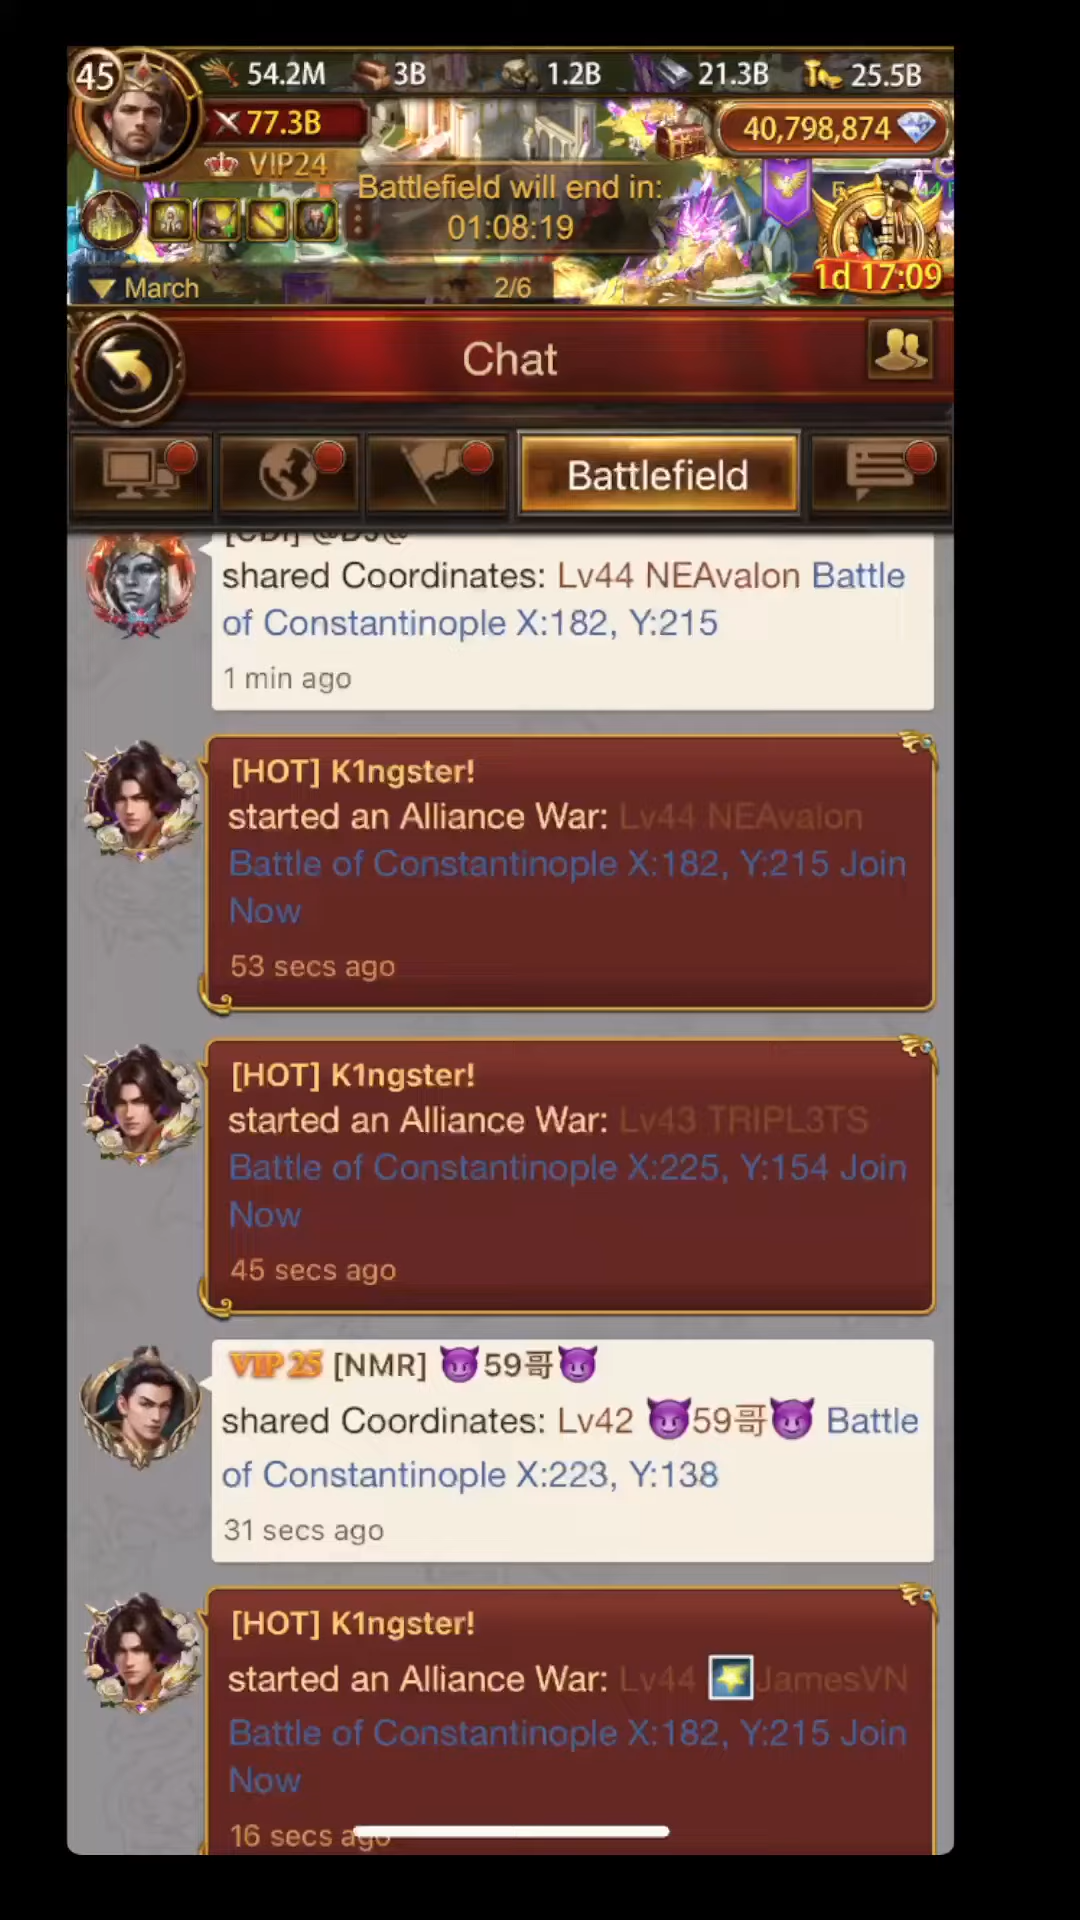 45
54.2M
3B
1.2B
21.3B
25.5B
77.3B
40,798,874
VIP24
Battlefield will end in:
01:08:19
1d 17:09
March
2/6
Chat
Battlefield
shared Coordinates: Lv44 NEAvalon Battle
of Constantinople X:182, Y:215
1 min ago
[HOT] K1ngster!
started an Alliance War: Lv44 NEAvalon
Battle of Constantinople X:182, Y:215 Join
Now
53 secs ago
[HOT] K1ngster!
started an Alliance War: Lv43 TRIPL3TS
Battle of Constantinople X:225, Y:154 Join
Now
45 secs ago
VIP 25 [NMR] 😈59哥😈
shared Coordinates: Lv42 😈59哥😈 Battle
of Constantinople X:223, Y:138
31 secs ago
[HOT] K1ngster!
started an Alliance War: Lv44 JamesVN
Battle of Constantinople X:182, Y:215 Join
Now
16 secs ago